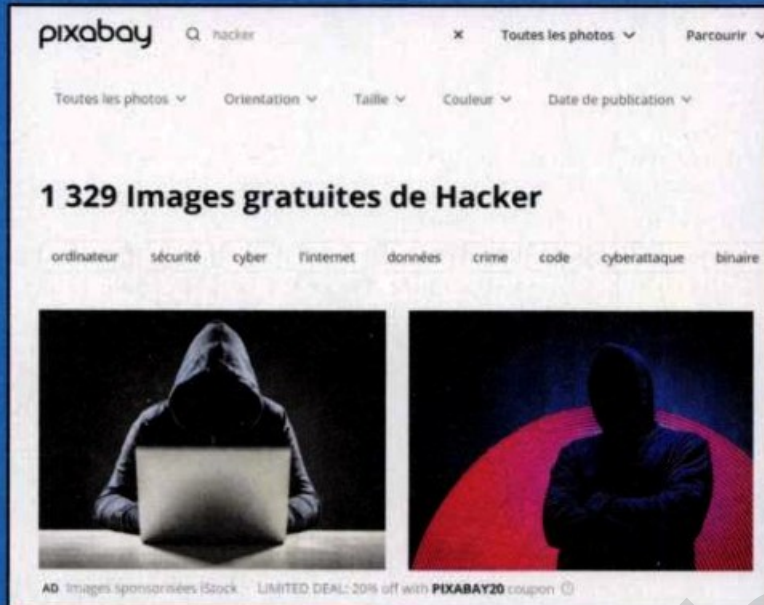 pixabay hacker × Toutes les photos Parcourir
Toutes les photos Orientation Taille Couleur Date de publication
1 329 Images gratuites de Hacker
ordinateur sécurité cyber l'internet données crime code cyberattaque binaire
AD Images sponsorisées iStock · LIMITED DEAL: 20% off with PIXABAY20 coupon